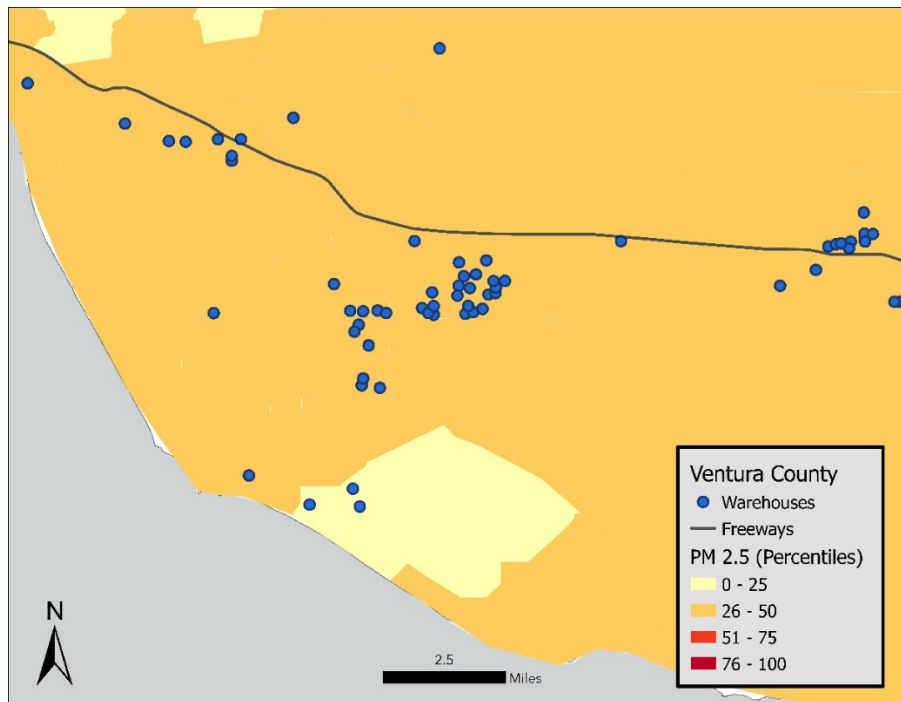 Ventura County
Warehouses
Freeways
PM 2.5 (Percentiles)
0 - 25
26 - 50
51 - 75
76 - 100
N
2.5
Miles